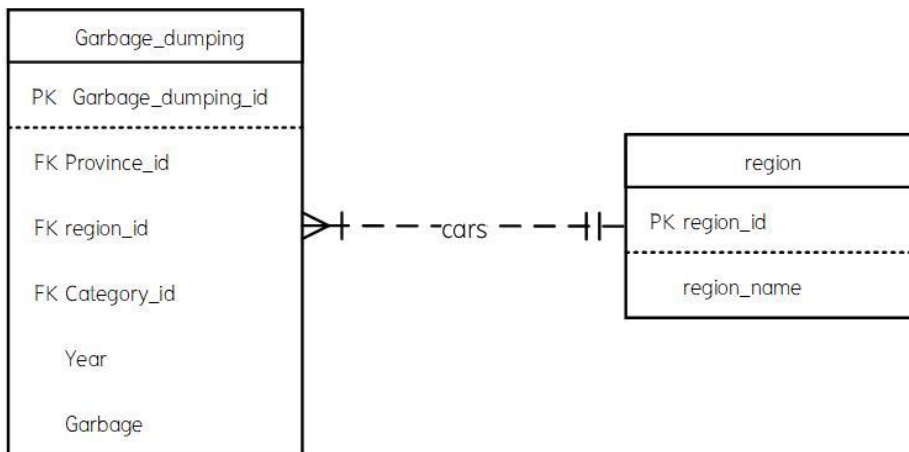 Garbage_dumping
PK Garbage_dumping_id
FK Province_id
FK region_id
FK Category_id
Year
Garbage
cars
region
PK region_id
region_name